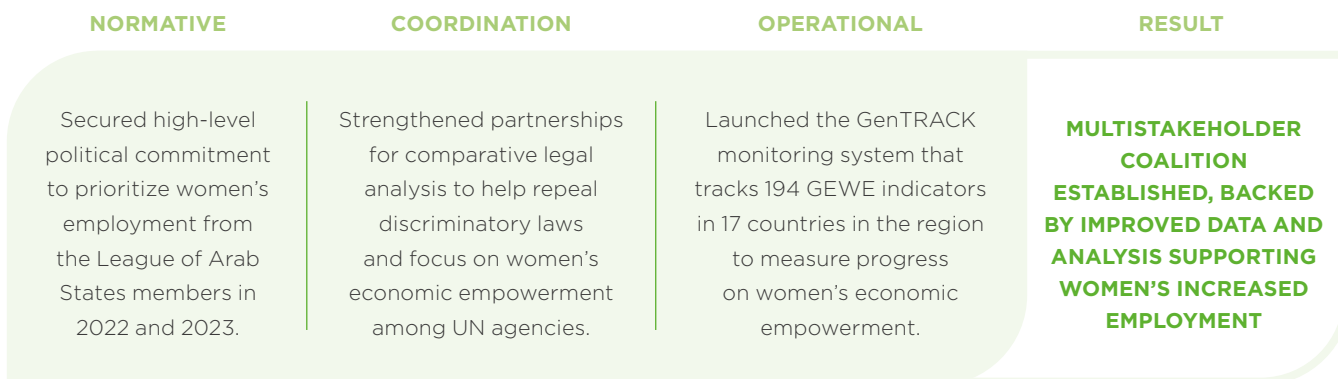 NORMATIVE
Secured high-level
political commitment
to prioritize women’s
employment from
the League of Arab
States members in
2022 and 2023.
COORDINATION
Strengthened partnerships
for comparative legal
analysis to help repeal
discriminatory laws
and focus on women’s
economic empowerment
among UN agencies.
OPERATIONAL
Launched the GenTRACK
monitoring system that
tracks 194 GEWE indicators
in 17 countries in the region
to measure progress
on women’s economic
empowerment.
RESULT
MULTISTAKEHOLDER
COALITION
ESTABLISHED, BACKED
BY IMPROVED DATA AND
ANALYSIS SUPPORTING
WOMEN’S INCREASED
EMPLOYMENT